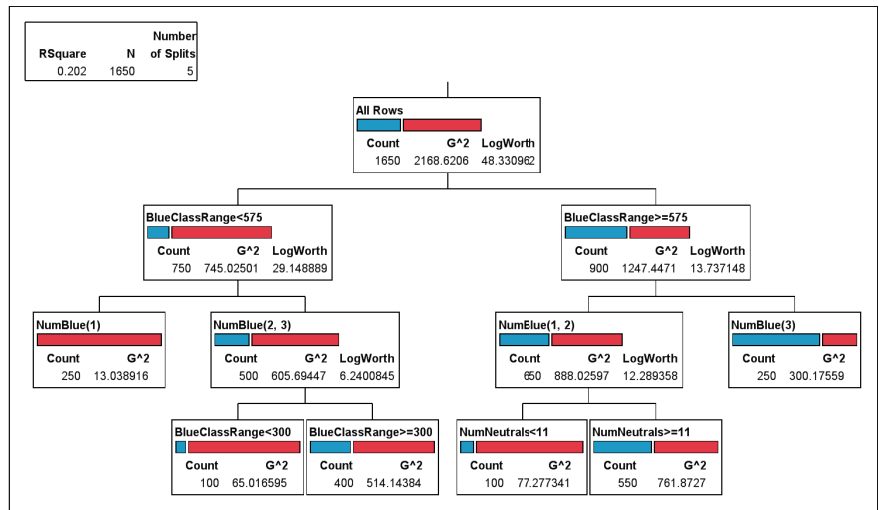 Number
RSquare N of Splits
0.202 1650 5
All Rows
Count G^2 LogWorth
1650 2168.6206 48.330962
BlueClassRange<575
Count G^2 LogWorth
750 745.02501 29.148889
BlueClassRange>=575
Count G^2 LogWorth
900 1247.4471 13.737148
NumBlue(1)
Count G^2
250 13.038916
NumBlue(2, 3)
Count G^2 LogWorth
500 605.69447 6.2400845
NumBlue(1, 2)
Count G^2 LogWorth
650 888.02597 12.289358
NumBlue(3)
Count G^2
250 300.17559
BlueClassRange<300
Count G^2
100 65.016595
BlueClassRange>=300
Count G^2
400 514.14384
NumNeutrals<11
Count G^2
100 77.277341
NumNeutrals>=11
Count G^2
550 761.8727